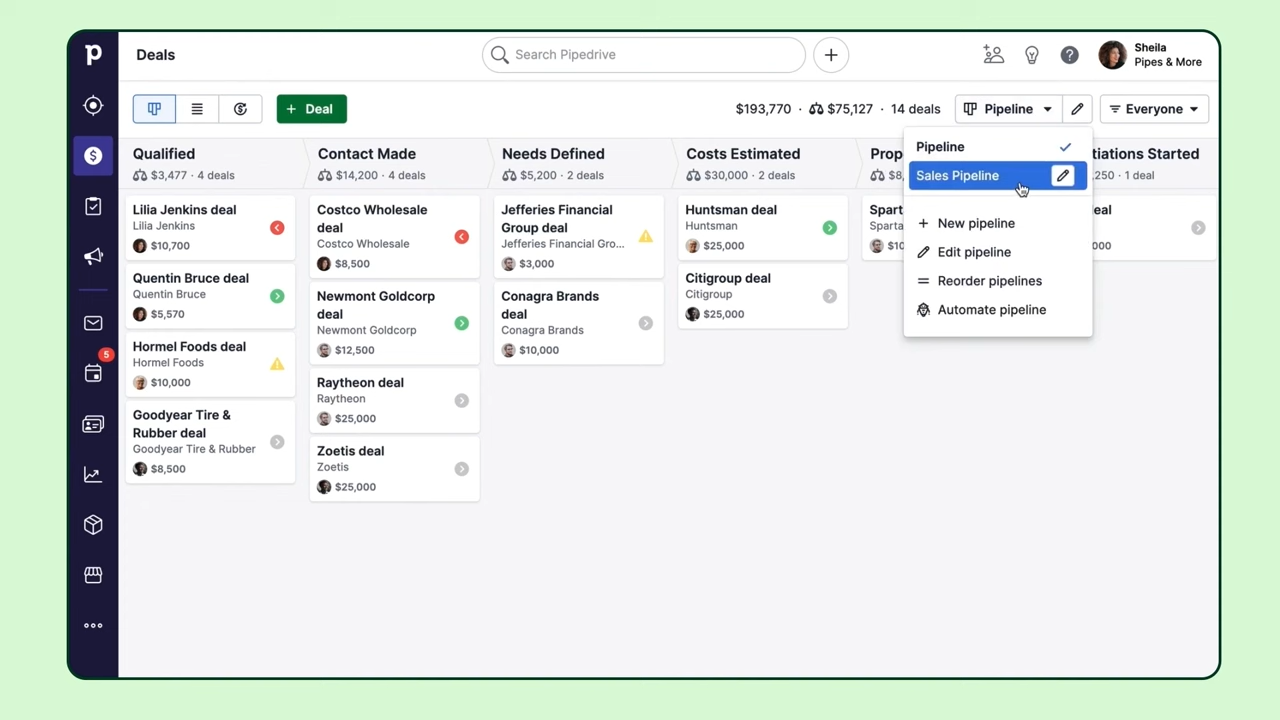 p
Deals
Search Pipedrive
Sheila
Pipes & More
Deal
$193,770 · $75,127 · 14 deals
Pipeline
Everyone
Pipeline
Sales Pipeline
New pipeline
Edit pipeline
Reorder pipelines
Automate pipeline
Qualified
$3,477 · 4 deals
Lilia Jenkins deal
Lilia Jenkins
$10,700
Quentin Bruce deal
Quentin Bruce
$5,570
Hormel Foods deal
Hormel Foods
$10,000
Goodyear Tire &
Rubber deal
Goodyear Tire & Rubber
$8,500
Contact Made
$14,200 · 4 deals
Costco Wholesale
deal
Costco Wholesale
$8,500
Newmont Goldcorp
deal
Newmont Goldcorp
$12,500
Raytheon deal
Raytheon
$25,000
Zoetis deal
Zoetis
$25,000
Needs Defined
$5,200 · 2 deals
Jefferies Financial
Group deal
Jefferies Financial Gro...
$3,000
Conagra Brands
deal
Conagra Brands
$10,000
Costs Estimated
$30,000 · 2 deals
Huntsman deal
Huntsman
$25,000
Citigroup deal
Citigroup
$25,000
Prop
$8,
Spart
Sparta
$10
tiations Started
,250 · 1 deal
eal
000
5